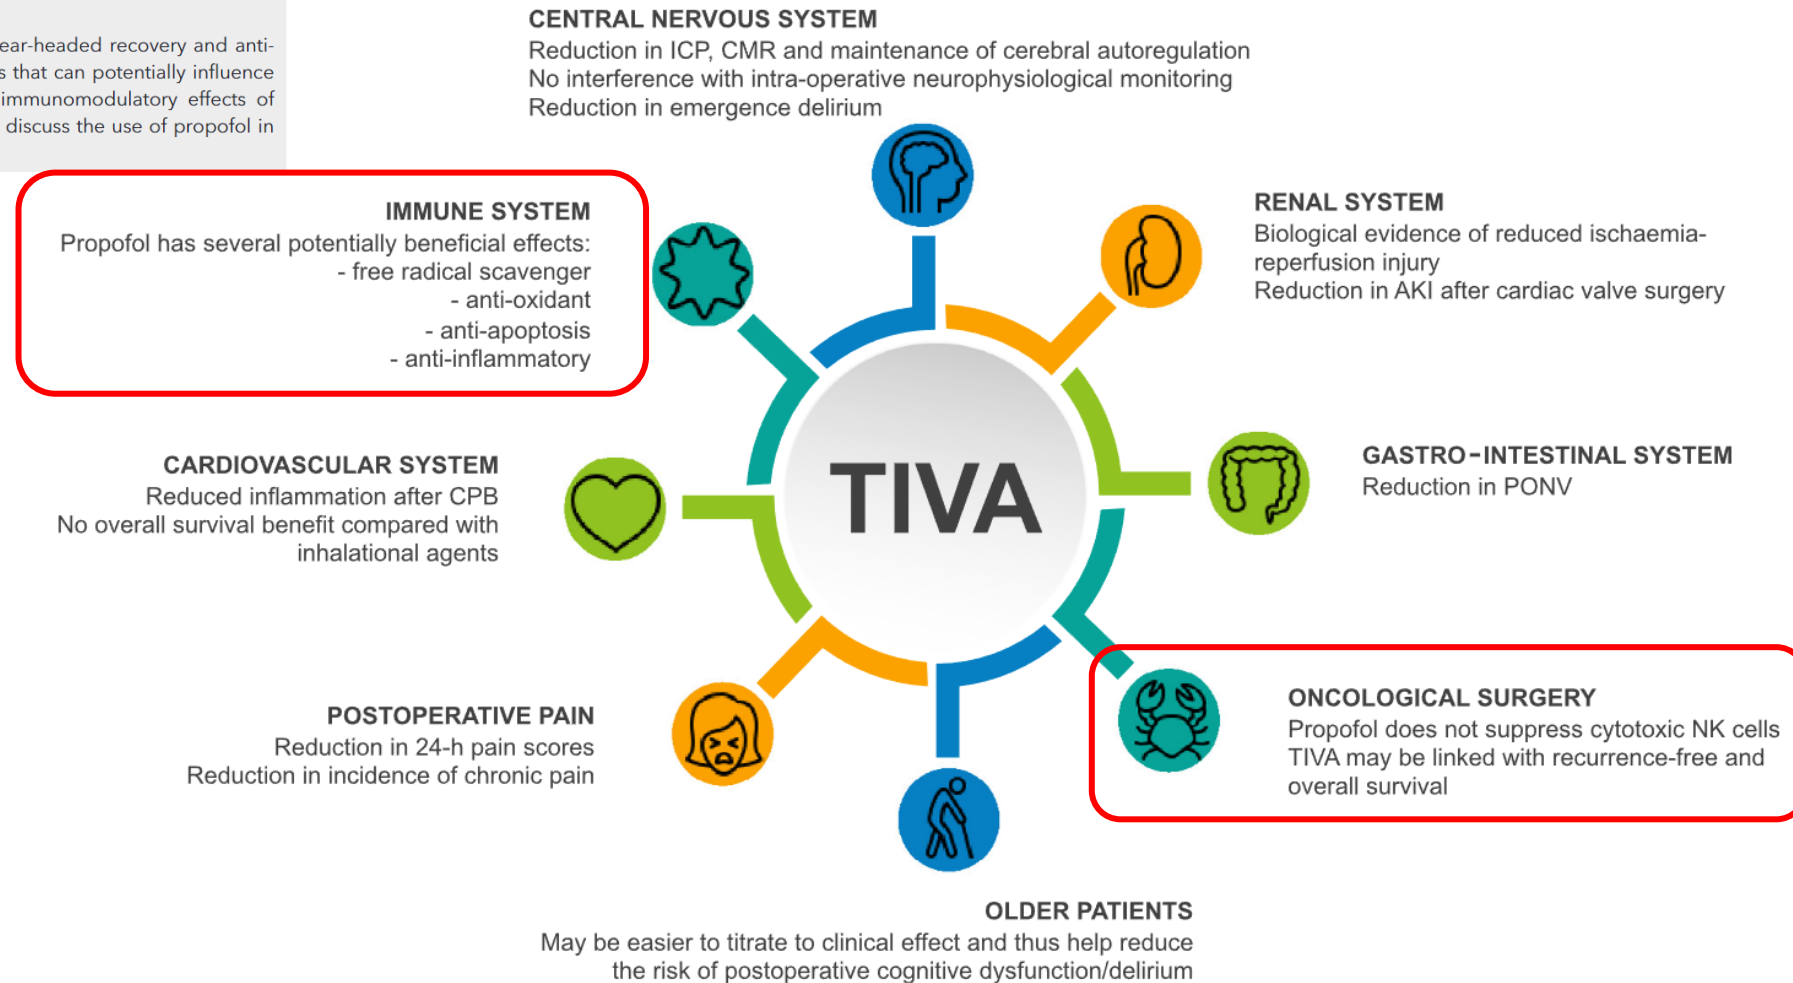 ear-headed recovery and anti-
s that can potentially influence
immunomodulatory effects of
discuss the use of propofol in
CENTRAL NERVOUS SYSTEM
Reduction in ICP, CMR and maintenance of cerebral autoregulation
No interference with intra-operative neurophysiological monitoring
Reduction in emergence delirium
IMMUNE SYSTEM
Propofol has several potentially beneficial effects:
- free radical scavenger
- anti-oxidant
- anti-apoptosis
- anti-inflammatory
RENAL SYSTEM
Biological evidence of reduced ischaemia-
reperfusion injury
Reduction in AKI after cardiac valve surgery
CARDIOVASCULAR SYSTEM
Reduced inflammation after CPB
No overall survival benefit compared with
inhalational agents
TIVA
GASTRO-INTESTINAL SYSTEM
Reduction in PONV
POSTOPERATIVE PAIN
Reduction in 24-h pain scores
Reduction in incidence of chronic pain
ONCOLOGICAL SURGERY
Propofol does not suppress cytotoxic NK cells
TIVA may be linked with recurrence-free and
overall survival
OLDER PATIENTS
May be easier to titrate to clinical effect and thus help reduce
the risk of postoperative cognitive dysfunction/delirium